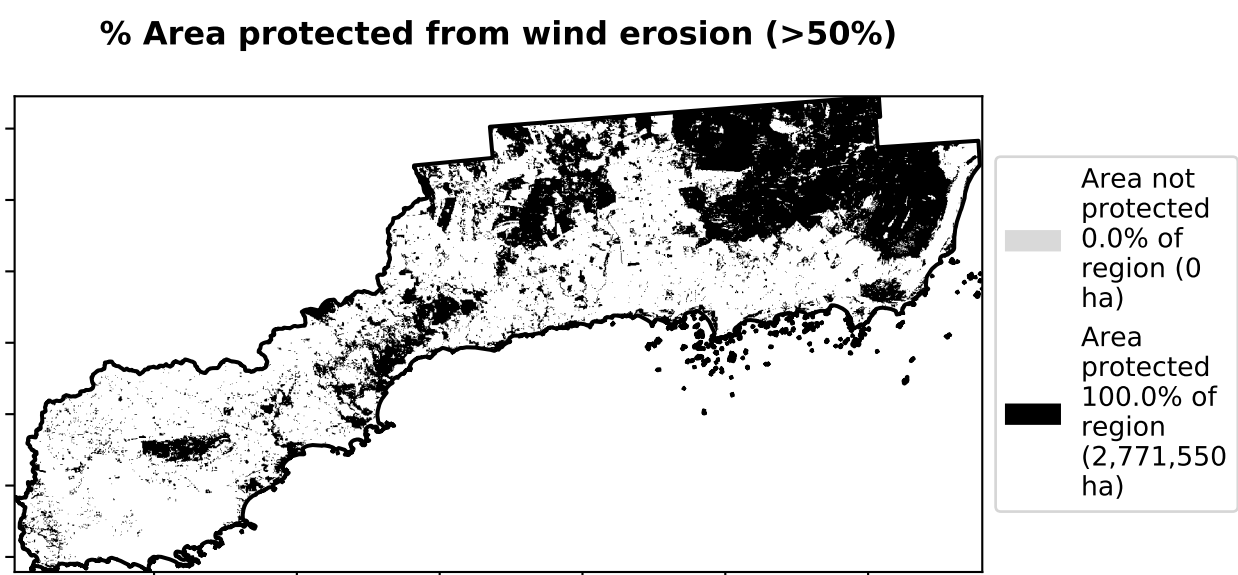 % Area protected from wind erosion (>50%)
Area not
protected
0.0% of
region (0
ha)
Area
protected
100.0% of
region
(2,771,550
ha)